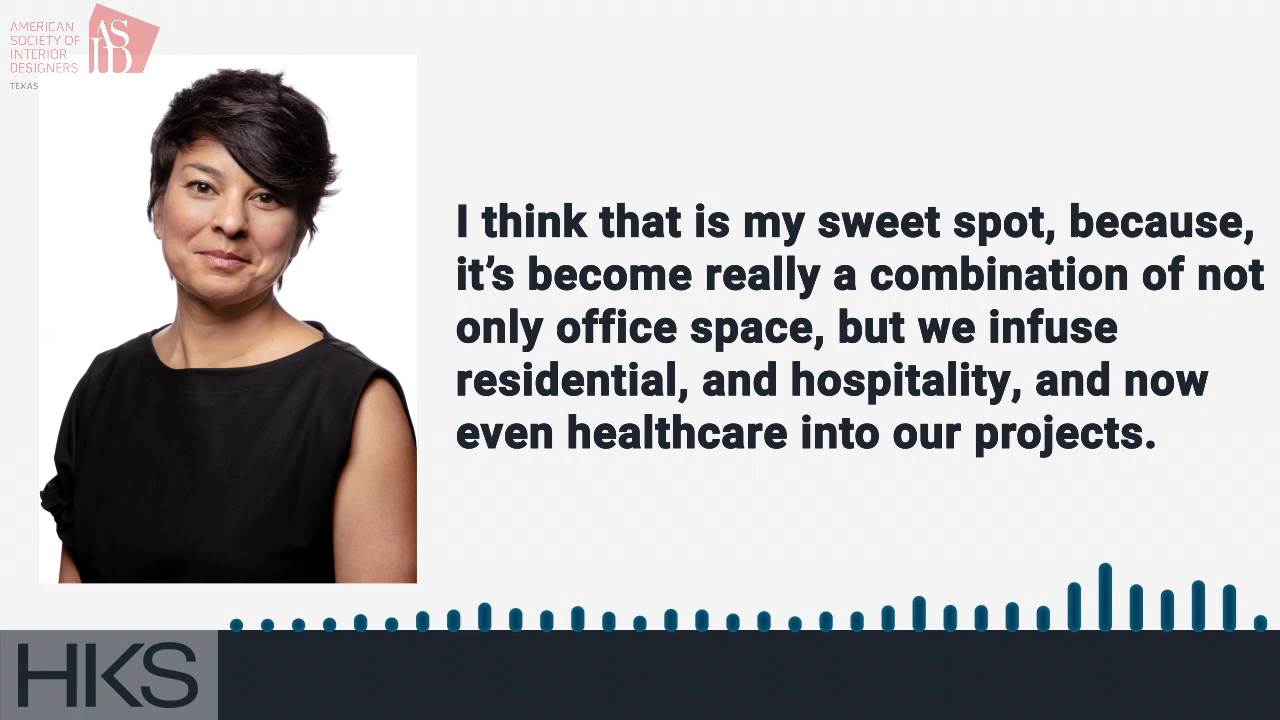 AMERICAN
SOCIETY OF
INTERIOR
DESIGNERS
ASID
TEXAS
I think that is my sweet spot, because,
it’s become really a combination of not
only office space, but we infuse
residential, and hospitality, and now
even healthcare into our projects.
HKS